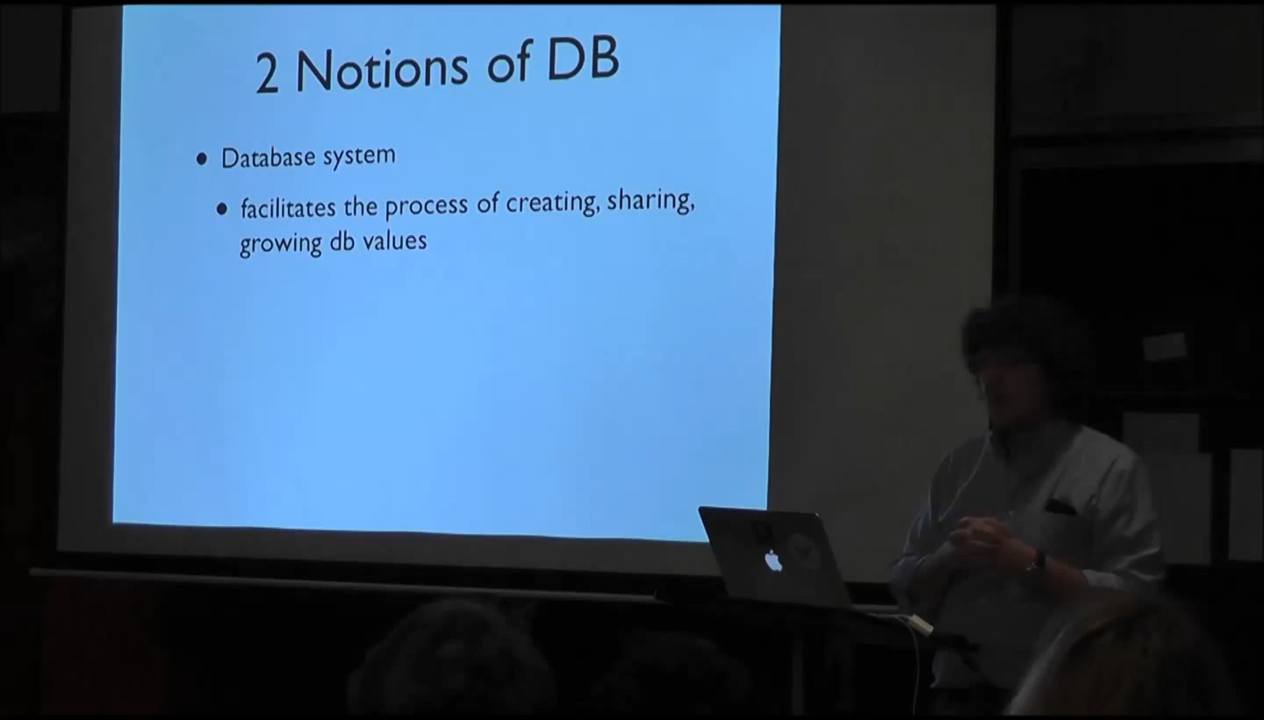 2 Notions of DB
• Database system
• facilitates the process of creating, sharing,
growing db values